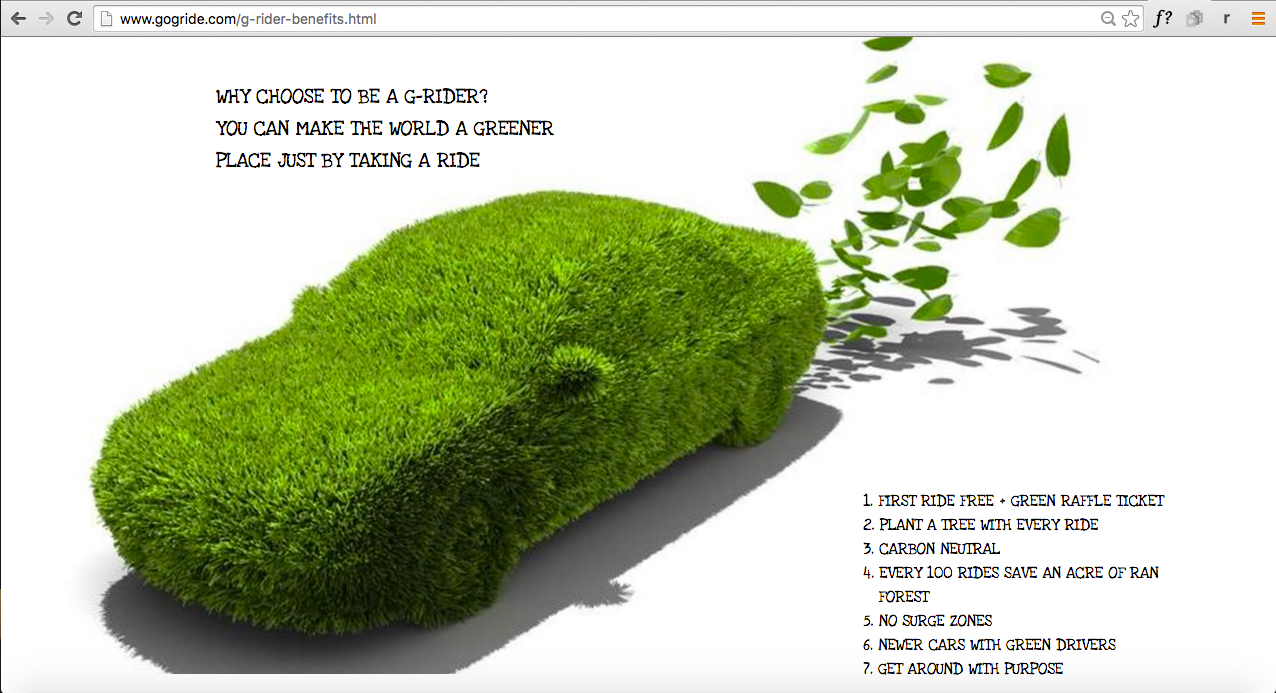 www.gogride.com/g-rider-benefits.html
f?
r
WHY CHOOSE TO BE A G-RIDER?
YOU CAN MAKE THE WORLD A GREENER
PLACE JUST BY TAKING A RIDE
1. FIRST RIDE FREE + GREEN RAFFLE TICKET
2. PLANT A TREE WITH EVERY RIDE
3. CARBON NEUTRAL
4. EVERY 100 RIDES SAVE AN ACRE OF RAN
FOREST
5. NO SURGE ZONES
6. NEWER CARS WITH GREEN DRIVERS
7. GET AROUND WITH PURPOSE